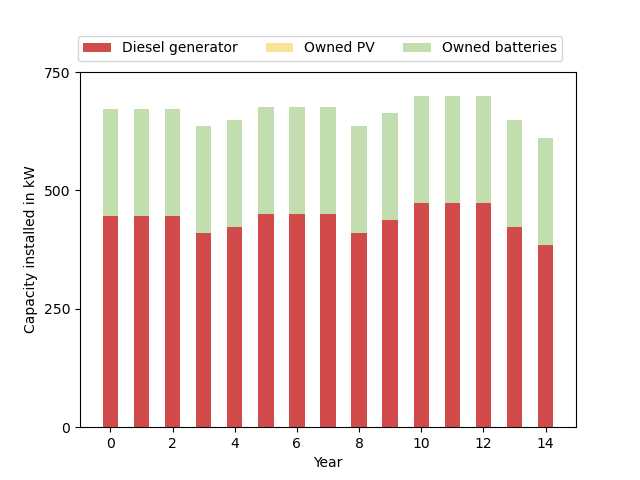 Diesel generator Owned PV Owned batteries
750
500
250
0
Capacity installed in kW
0 2 4 6 8 10 12 14
Year